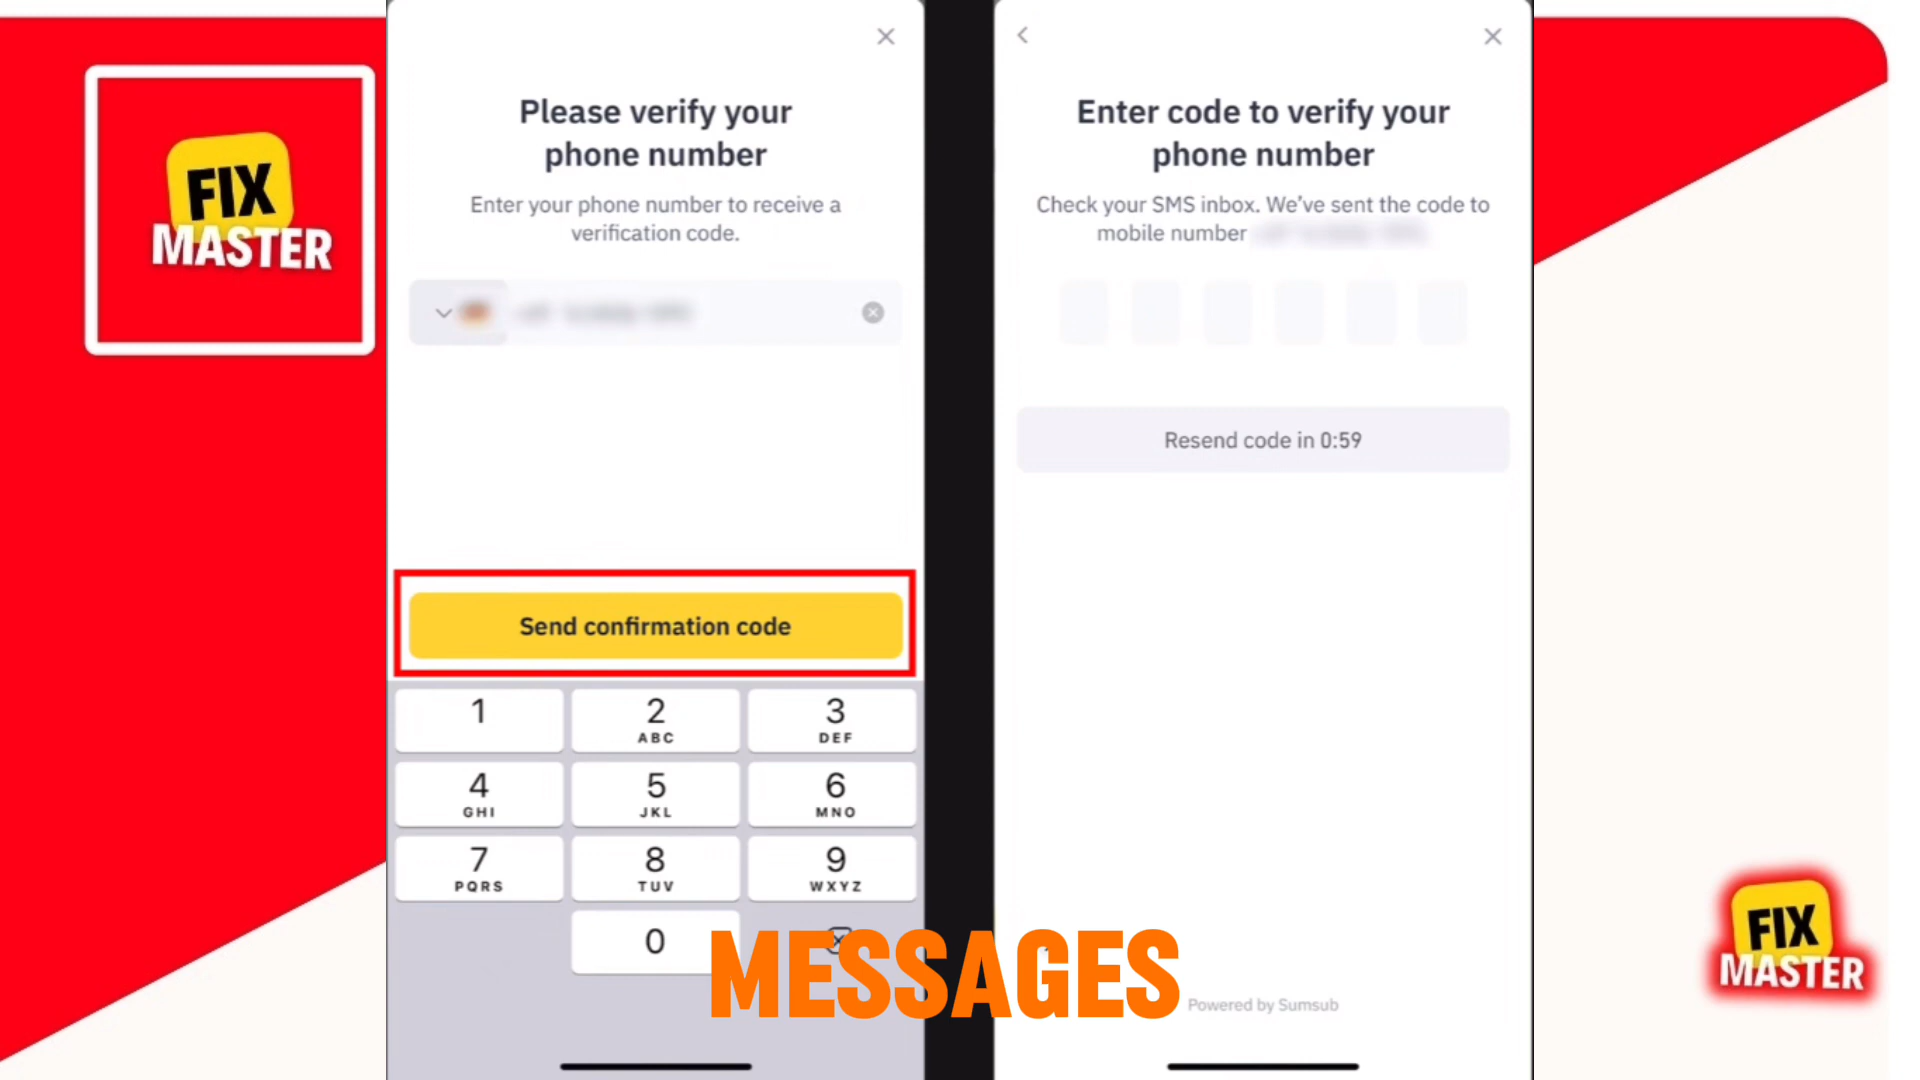 FIX
MASTER
Please verify your
phone number
Enter your phone number to receive a
verification code.
Send confirmation code
1
2
ABC
3
DEF
4
GHI
5
JKL
6
MNO
7
PQRS
8
TUV
9
WXYZ
0
Enter code to verify your
phone number
Check your SMS inbox. We've sent the code to
mobile number
Resend code in 0:59
Powered by Sumsub
MESSAGES
FIX
MASTER